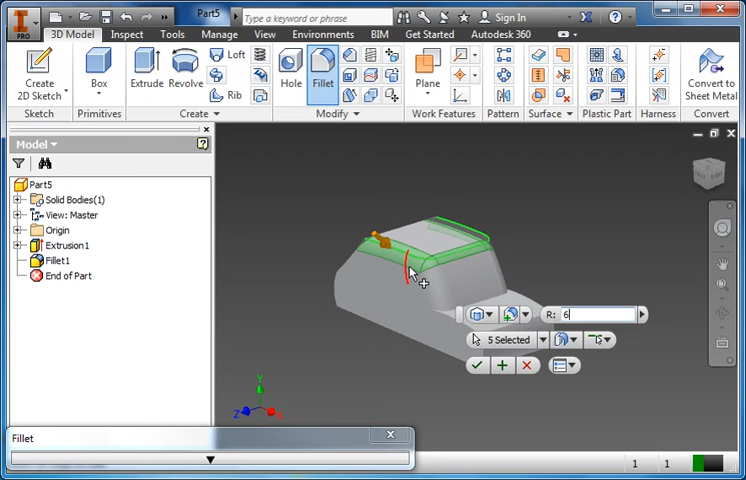 Part5
Type a keyword or phrase
Sign In
PRO
3D Model
Inspect
Tools
Manage
View
Environments
BIM
Get Started
Autodesk 360
Create
2D Sketch
Box
Extrude
Revolve
Loft
Rib
Hole
Fillet
Plane
Convert to
Sheet Metal
Sketch
Primitives
Create
Modify
Work Features
Pattern
Surface
Plastic Part
Harness
Convert
Model
Part5
Solid Bodies(1)
View: Master
Origin
Extrusion1
Fillet1
End of Part
R: 6
5 Selected
Y
Z
X
Fillet
1 1